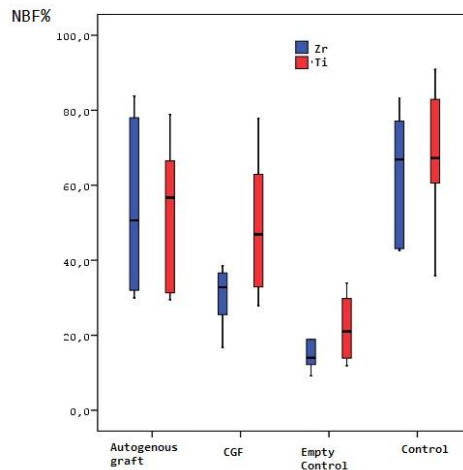 NBF%
100,0
80,0
60,0
40,0
20,0
0,0
Zr
Ti
Autogenous
graft
CGF
Empty
Control
Control